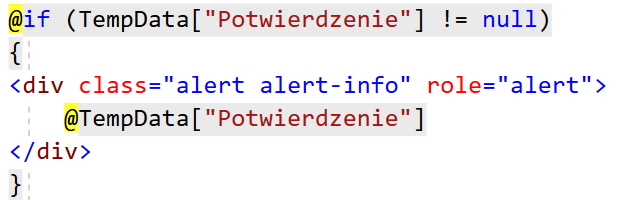 @if (TempData["Potwierdzenie"] != null)
{
<div class="alert alert-info" role="alert">
@TempData["Potwierdzenie"]
</div>
}